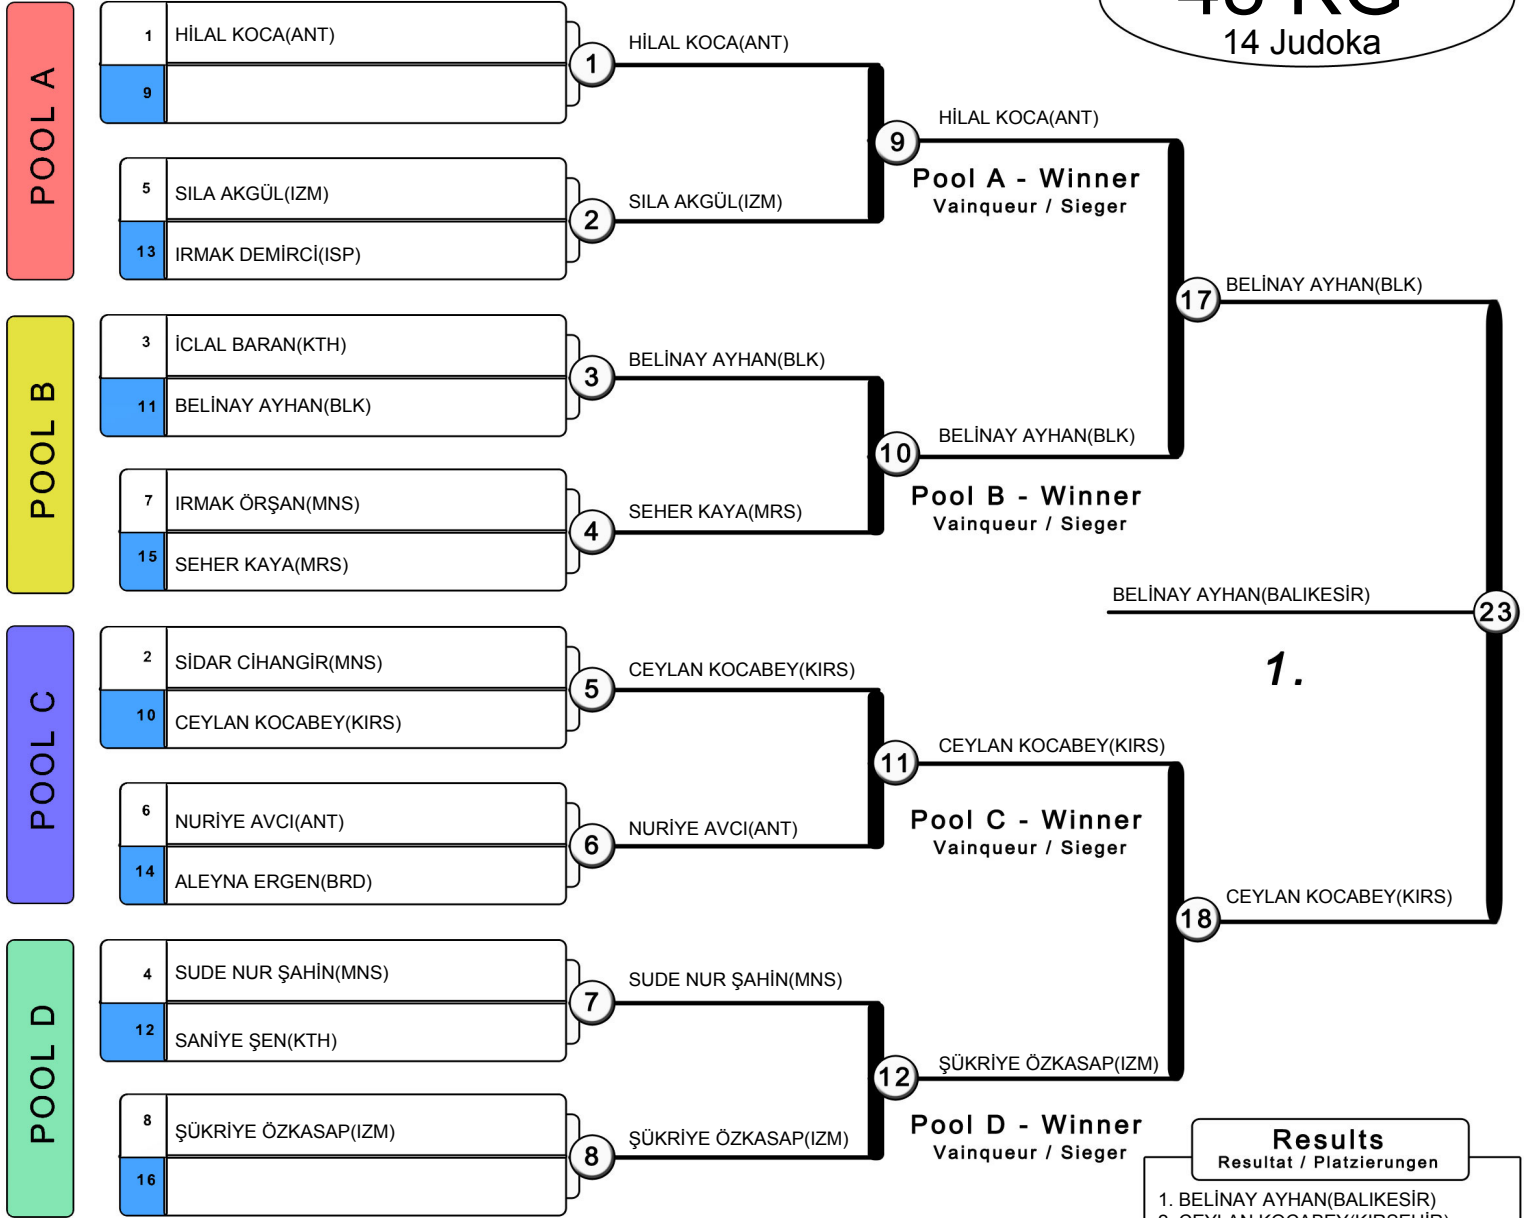 KG
14 Judoka
POOL A
1 HİLAL KOCA(ANT)
9
1
HİLAL KOCA(ANT)
5 SILA AKGÜL(IZM)
13 IRMAK DEMİRCİ(ISP)
2
SILA AKGÜL(IZM)
9
HİLAL KOCA(ANT)
Pool A - Winner
Vainqueur / Sieger
POOL B
3 İCLAL BARAN(KTH)
11 BELİNAY AYHAN(BLK)
3
BELİNAY AYHAN(BLK)
7 IRMAK ÖRŞAN(MNS)
15 SEHER KAYA(MRS)
4
SEHER KAYA(MRS)
10
BELİNAY AYHAN(BLK)
Pool B - Winner
Vainqueur / Sieger
17
BELİNAY AYHAN(BLK)
BELİNAY AYHAN(BALIKESİR)
23
1.
POOL C
2 SİDAR CİHANGİR(MNS)
10 CEYLAN KOCABEY(KIRS)
5
CEYLAN KOCABEY(KIRS)
6 NURİYE AVCI(ANT)
14 ALEYNA ERGEN(BRD)
6
NURİYE AVCI(ANT)
11
CEYLAN KOCABEY(KIRS)
Pool C - Winner
Vainqueur / Sieger
18
CEYLAN KOCABEY(KIRS)
POOL D
4 SUDE NUR ŞAHİN(MNS)
12 SANİYE ŞEN(KTH)
7
SUDE NUR ŞAHİN(MNS)
8 ŞÜKRİYE ÖZKASAP(IZM)
16
8
ŞÜKRİYE ÖZKASAP(IZM)
12
ŞÜKRİYE ÖZKASAP(IZM)
Pool D - Winner
Vainqueur / Sieger
Results
Resultat / Platzierungen
1. BELİNAY AYHAN(BALIKESİR)
2. CEYLAN KOCABEY(KIRŞEHİR)